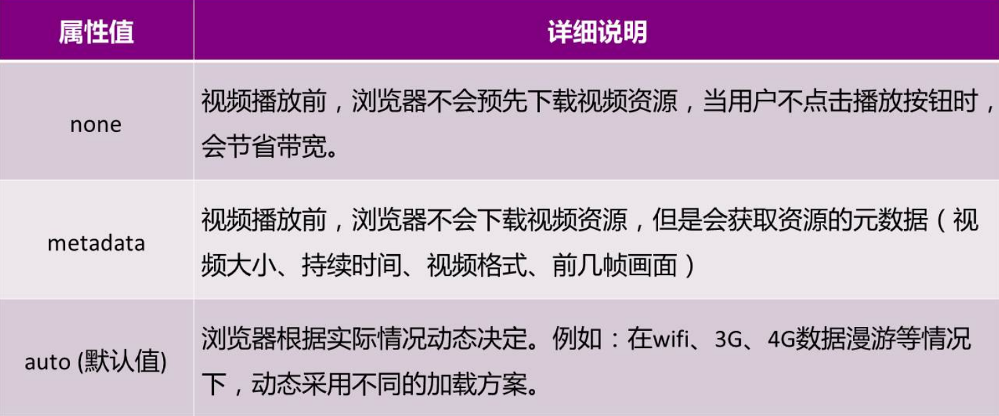 属性值
详细说明
none
视频播放前，浏览器不会预先下载视频资源，当用户不点击播放按钮时，
会节省带宽。
metadata
视频播放前，浏览器不会下载视频资源，但是会获取资源的元数据（视
频大小、持续时间、视频格式、前几帧画面）
auto (默认值)
浏览器根据实际情况动态决定。例如：在wifi、3G、4G数据漫游等情况
下，动态采用不同的加载方案。